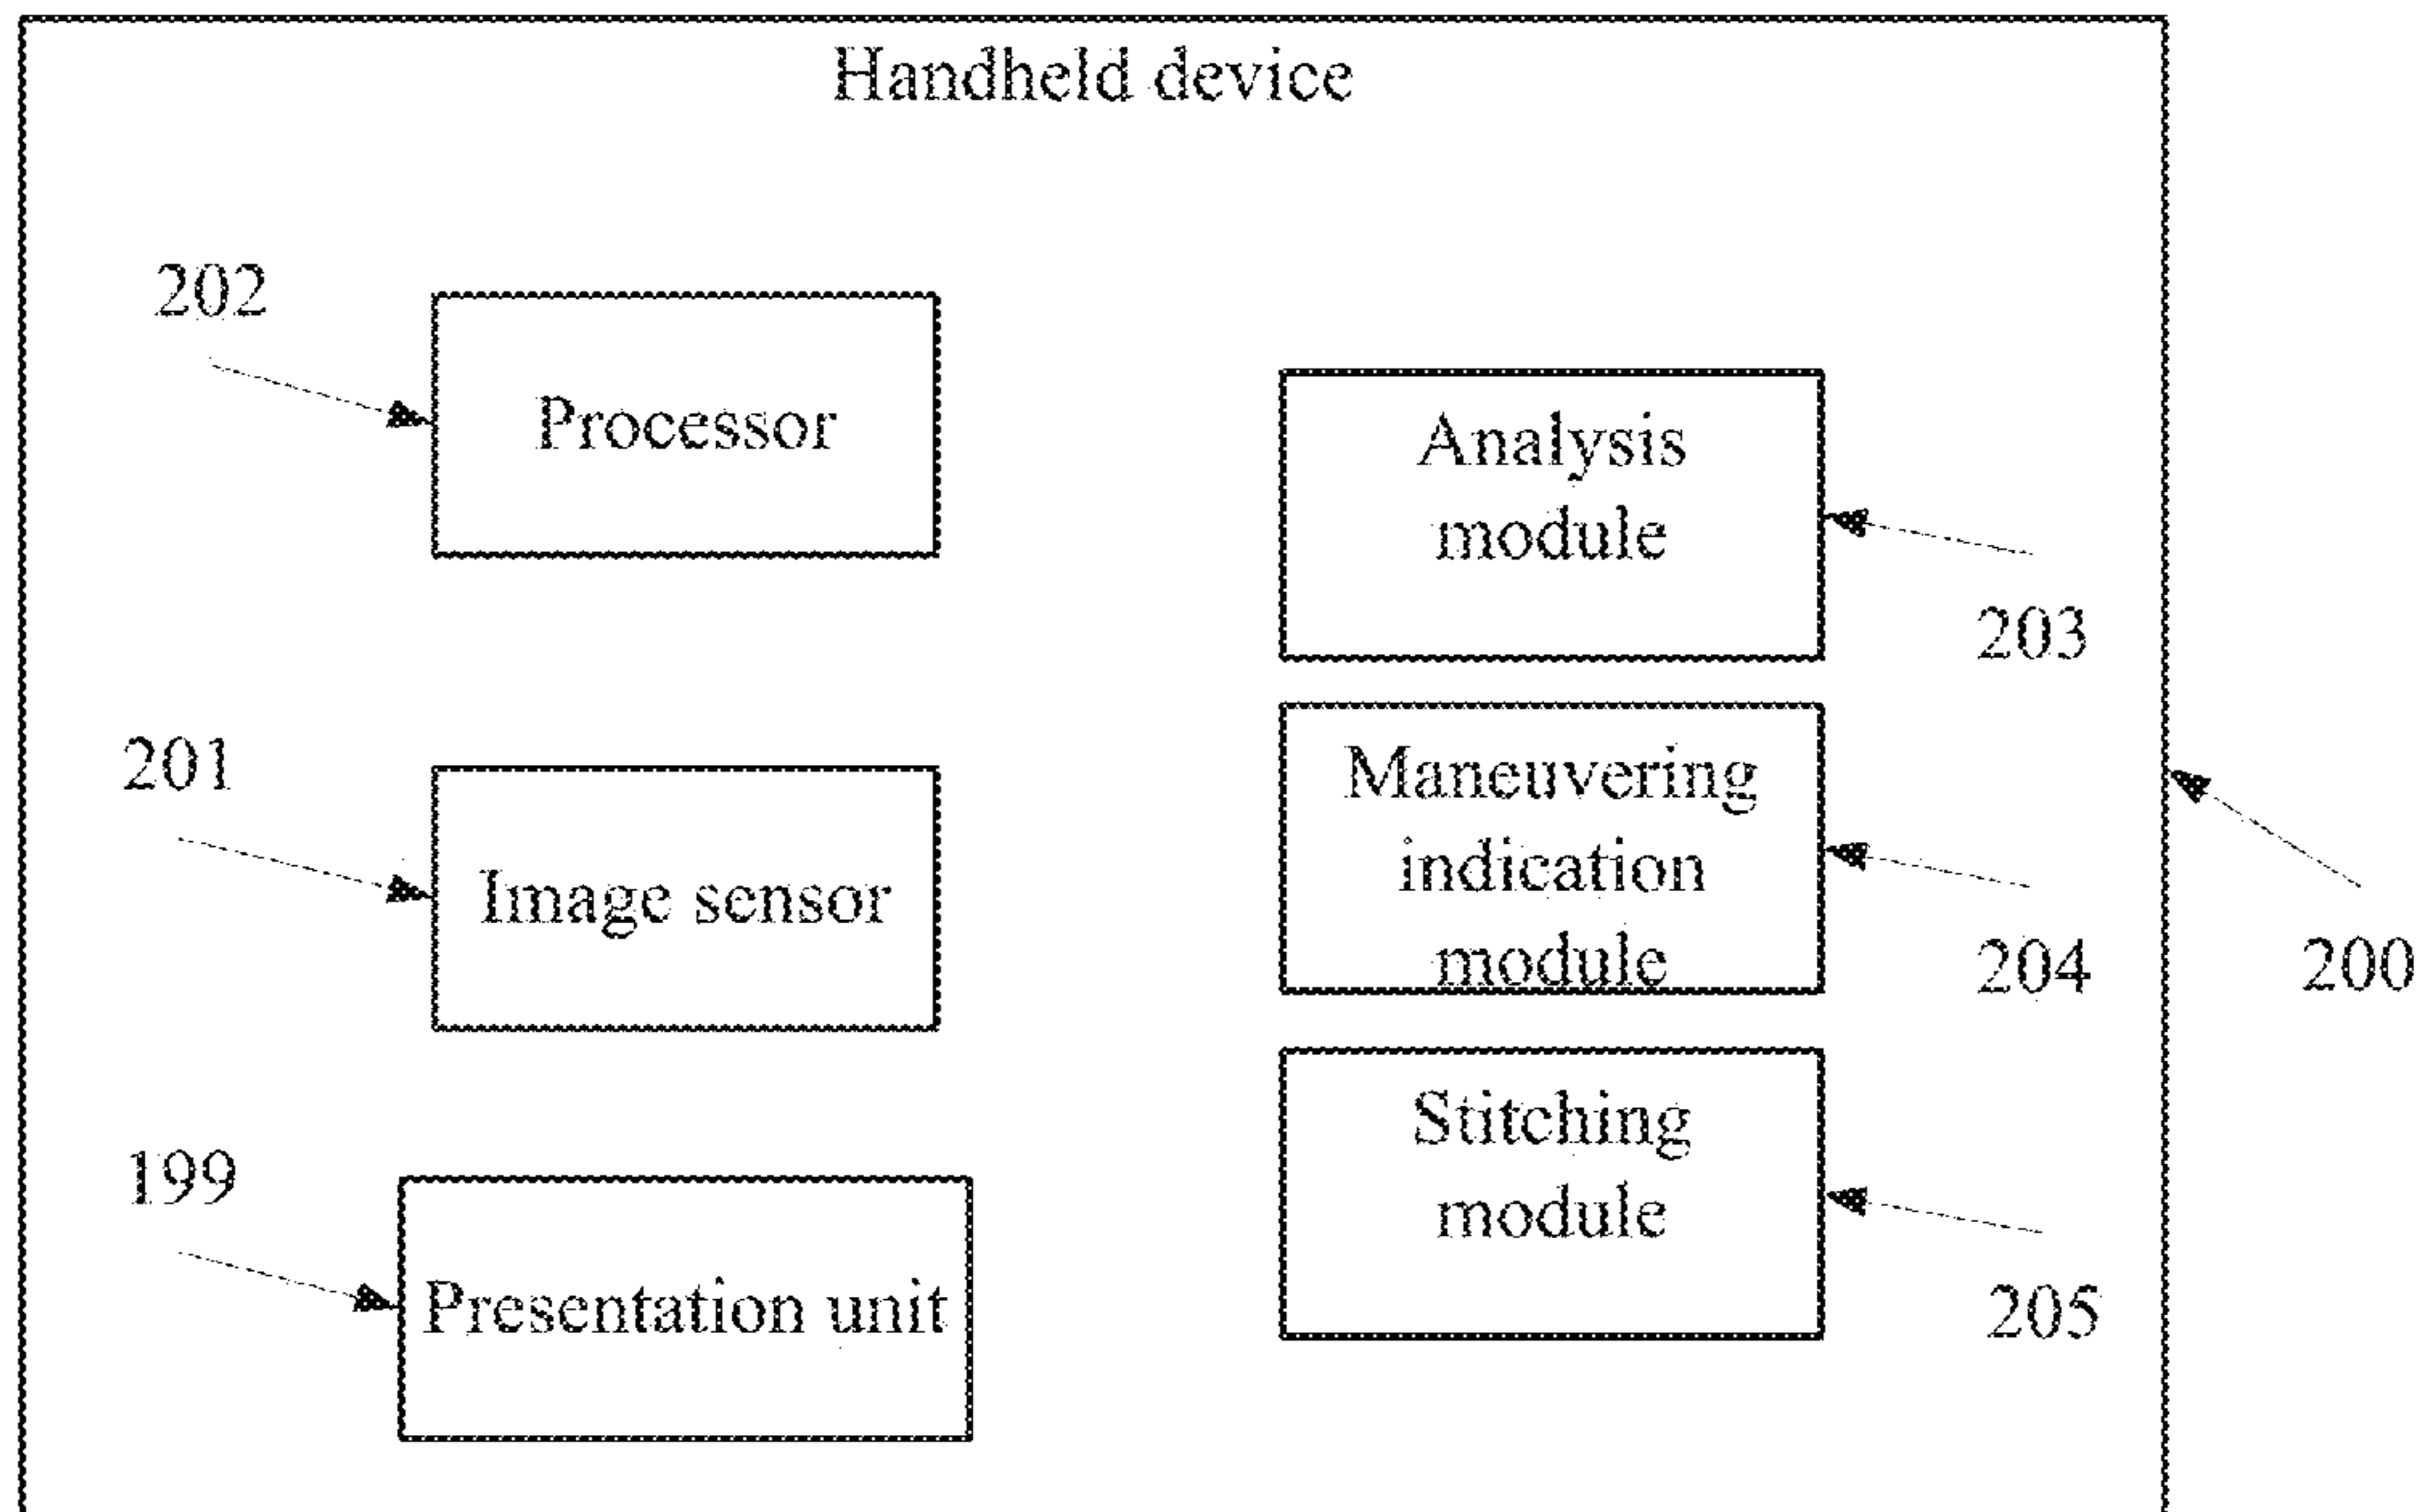 Handheld device
202
Processor
Analysis
module
203
201
Image sensor
Maneuvering
indication
module
204
200
199
Presentation unit
Stitching
module
205